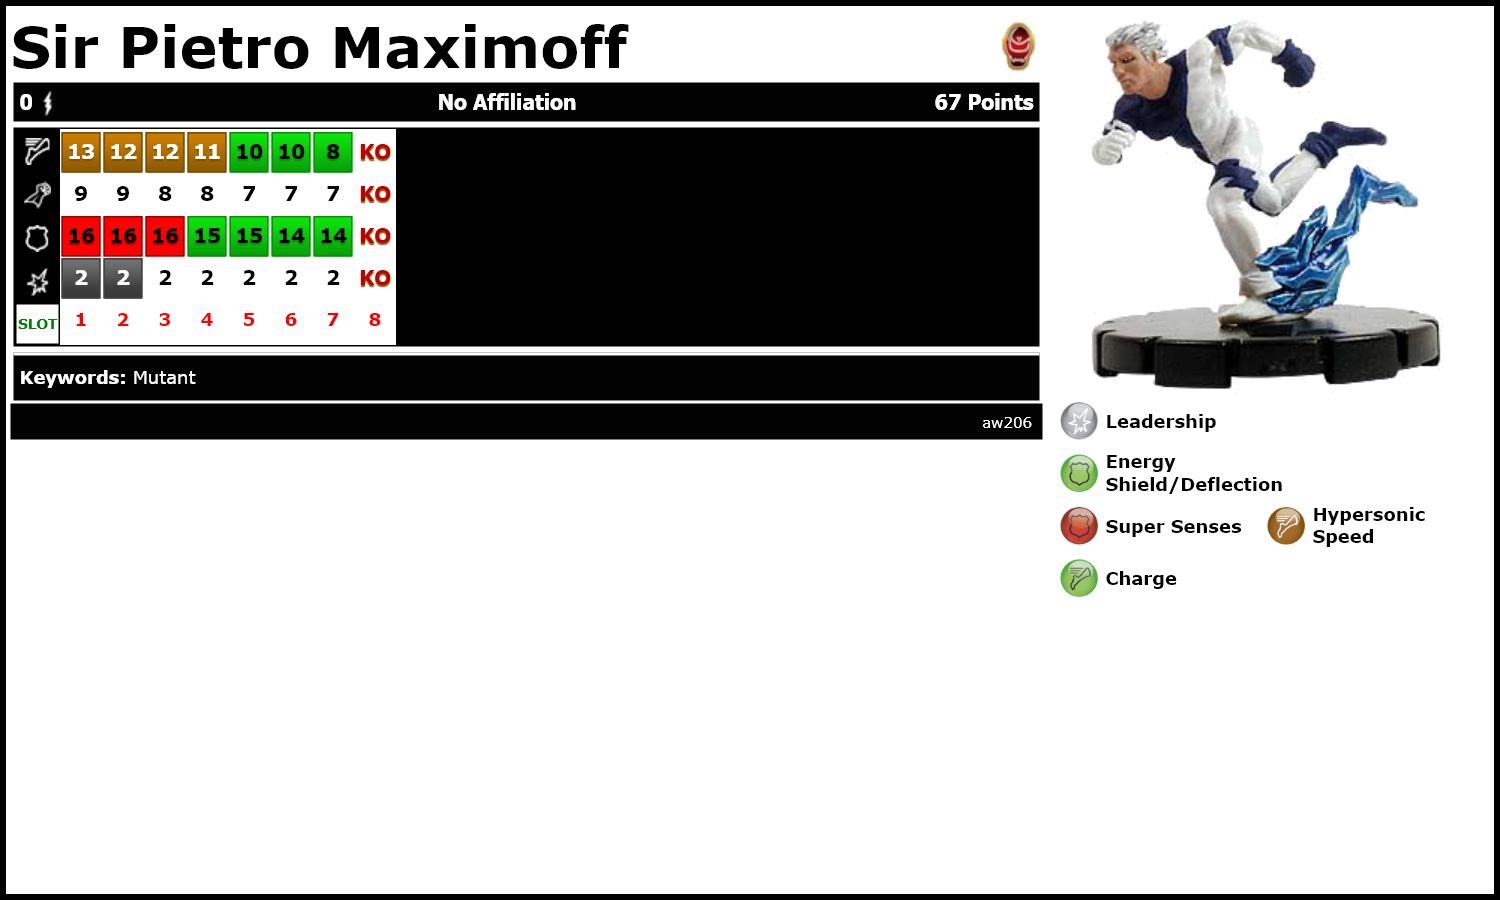 Sir Pietro Maximoff
0 No Affiliation 67 Points
13 12 12 11 10 10 8 KO
9 9 8 8 7 7 7 KO
16 16 16 15 15 14 14 KO
2 2 2 2 2 2 2 KO
SLOT 1 2 3 4 5 6 7 8
Keywords: Mutant
aw206
Leadership
Energy
Shield/Deflection
Super Senses
Hypersonic
Speed
Charge